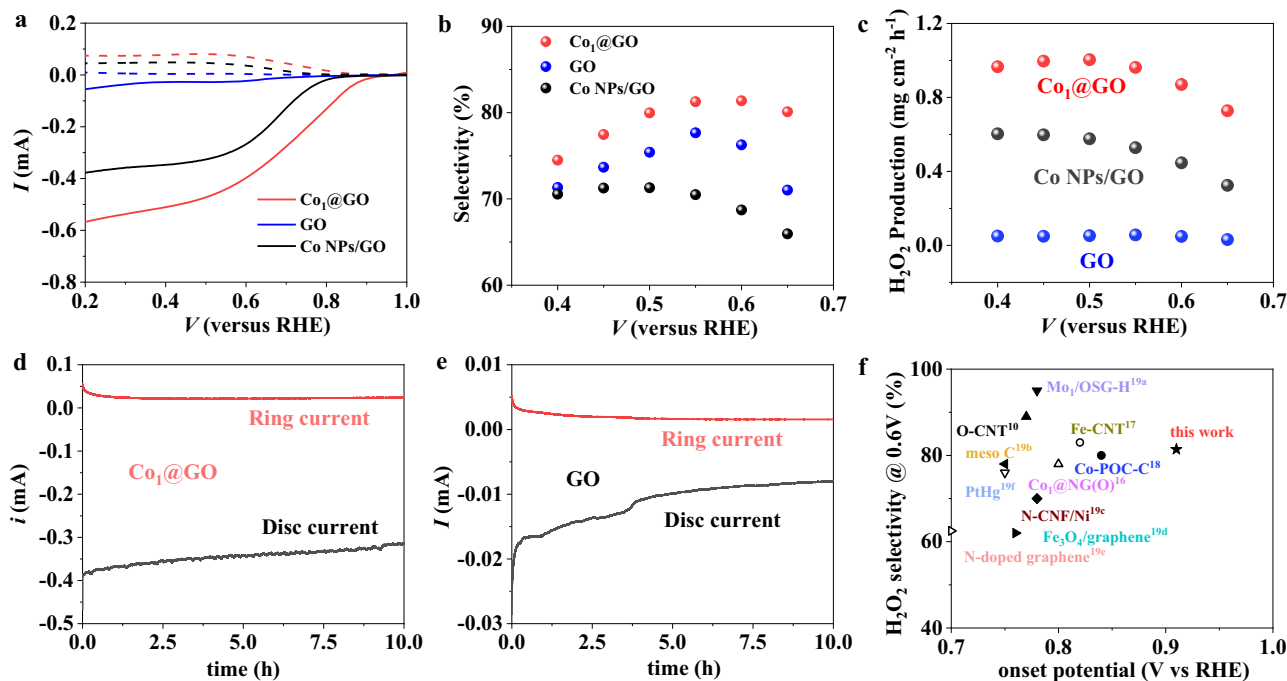 a
0.2
0.0
-0.2
-0.4
-0.6
-0.8
I (mA)
Co₁@GO
GO
Co NPs/GO
0.2 0.4 0.6 0.8 1.0
V (versus RHE)
b
90
80
70
60
Selectivity (%)
Co₁@GO
GO
Co NPs/GO
0.4 0.5 0.6 0.7
V (versus RHE)
c
1.2
0.8
0.4
0.0
H₂O₂ Production (mg cm⁻² h⁻¹)
Co₁@GO
Co NPs/GO
GO
0.4 0.5 0.6 0.7
V (versus RHE)
d
0.1
0.0
-0.1
-0.2
-0.3
-0.4
-0.5
i (mA)
Ring current
Co₁@GO
Disc current
0.0 2.5 5.0 7.5 10.0
time (h)
e
0.01
0.00
-0.01
-0.02
-0.03
I (mA)
Ring current
GO
Disc current
0.0 2.5 5.0 7.5 10.0
time (h)
f
100
80
60
40
H₂O₂ selectivity @ 0.6V (%)
Mo₁/OSG-H¹⁹ᵃ
O-CNT¹⁰
Fe-CNT¹⁷
this work
meso C¹⁹ᵇ
Co-POC-C¹⁸
PtHg¹⁹ᶠ
Co₁@NG(O)¹⁶
N-CNF/Ni¹⁹ᶜ
Fe₃O₄/graphene¹⁹ᵈ
N-doped graphene¹⁹ᵉ
0.7 0.8 0.9 1.0
onset potential (V vs RHE)